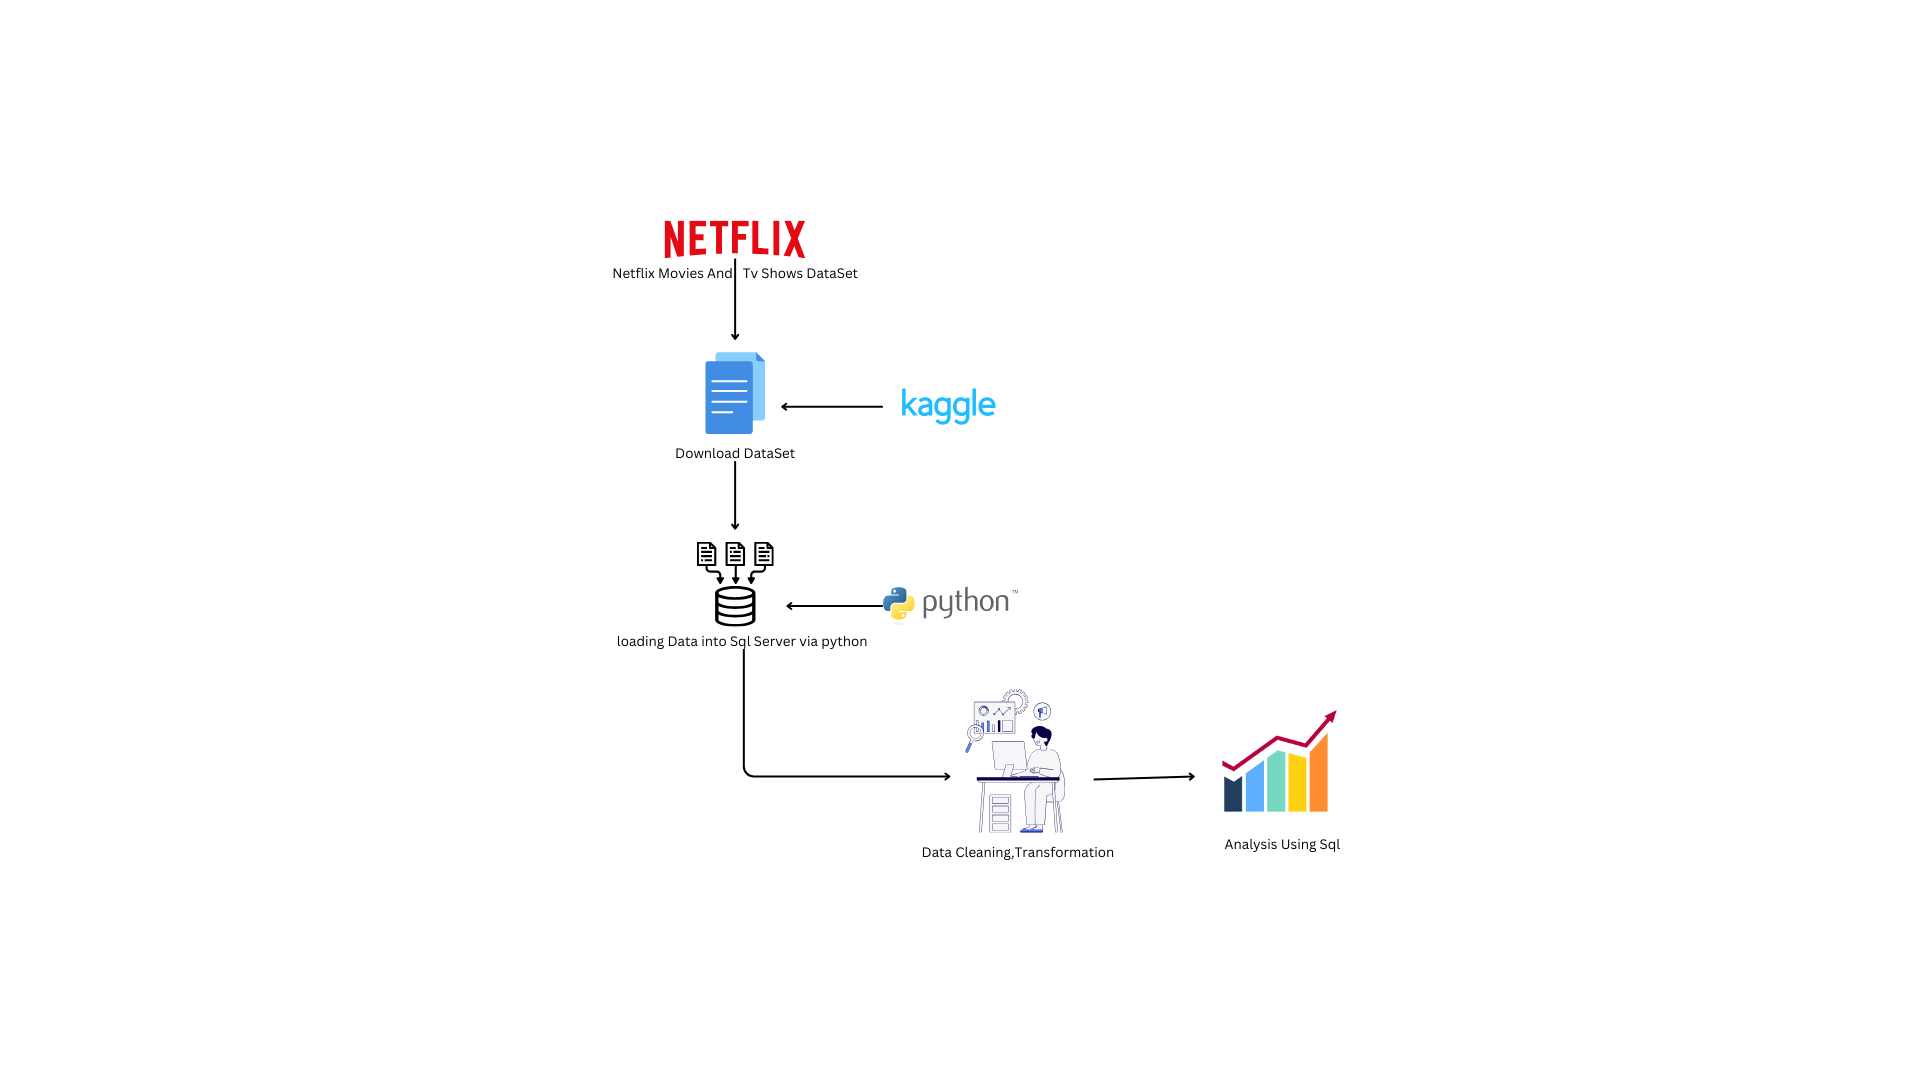 NETFLIX
Netflix Movies And Tv Shows DataSet
kaggle
Download DataSet
python™
loading Data into Sql Server via python
Data Cleaning,Transformation
Analysis Using Sql